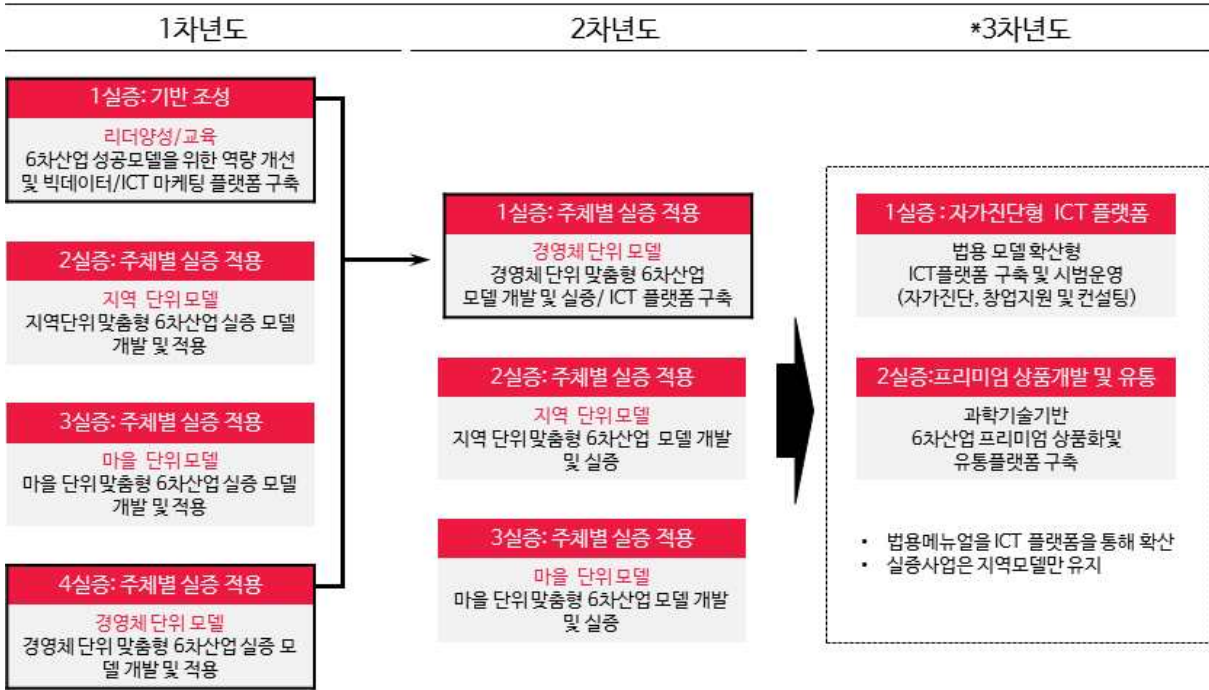 1차년도
2차년도
*3차년도
1실증: 기반 조성
리더양성/교육
6차산업 성공모델을 위한 역량 개선
및 빅데이터/ICT 마케팅 플랫폼 구축
2실증: 주체별 실증 적용
지역 단위 모델
지역단위 맞춤형 6차산업 실증 모델
개발 및 적용
3실증: 주체별 실증 적용
마을 단위 모델
마을 단위 맞춤형 6차산업 실증 모델
개발 및 적용
4실증: 주체별 실증 적용
경영체 단위 모델
경영체 단위 맞춤형 6차산업 실증 모
델 개발 및 적용
1실증: 주체별 실증 적용
경영체 단위 모델
경영체 단위 맞춤형 6차산업
모델 개발 및 실증/ ICT 플랫폼 구축
2실증: 주체별 실증 적용
지역 단위 모델
지역 단위 맞춤형 6차산업 모델 개발
및 실증
3실증: 주체별 실증 적용
마을 단위 모델
마을 단위 맞춤형 6차산업 모델 개발
및 실증
1실증 : 자가진단형 ICT 플랫폼
법용 모델 확산형
ICT플랫폼 구축 및 시범운영
(자가진단, 창업지원 및 컨설팅)
2실증:프리미엄 상품개발 및 유통
과학기술기반
6차산업 프리미엄 상품화및
유통플랫폼 구축
• 법용메뉴얼을 ICT 플랫폼을 통해 확산
• 실증사업은 지역모델만 유지